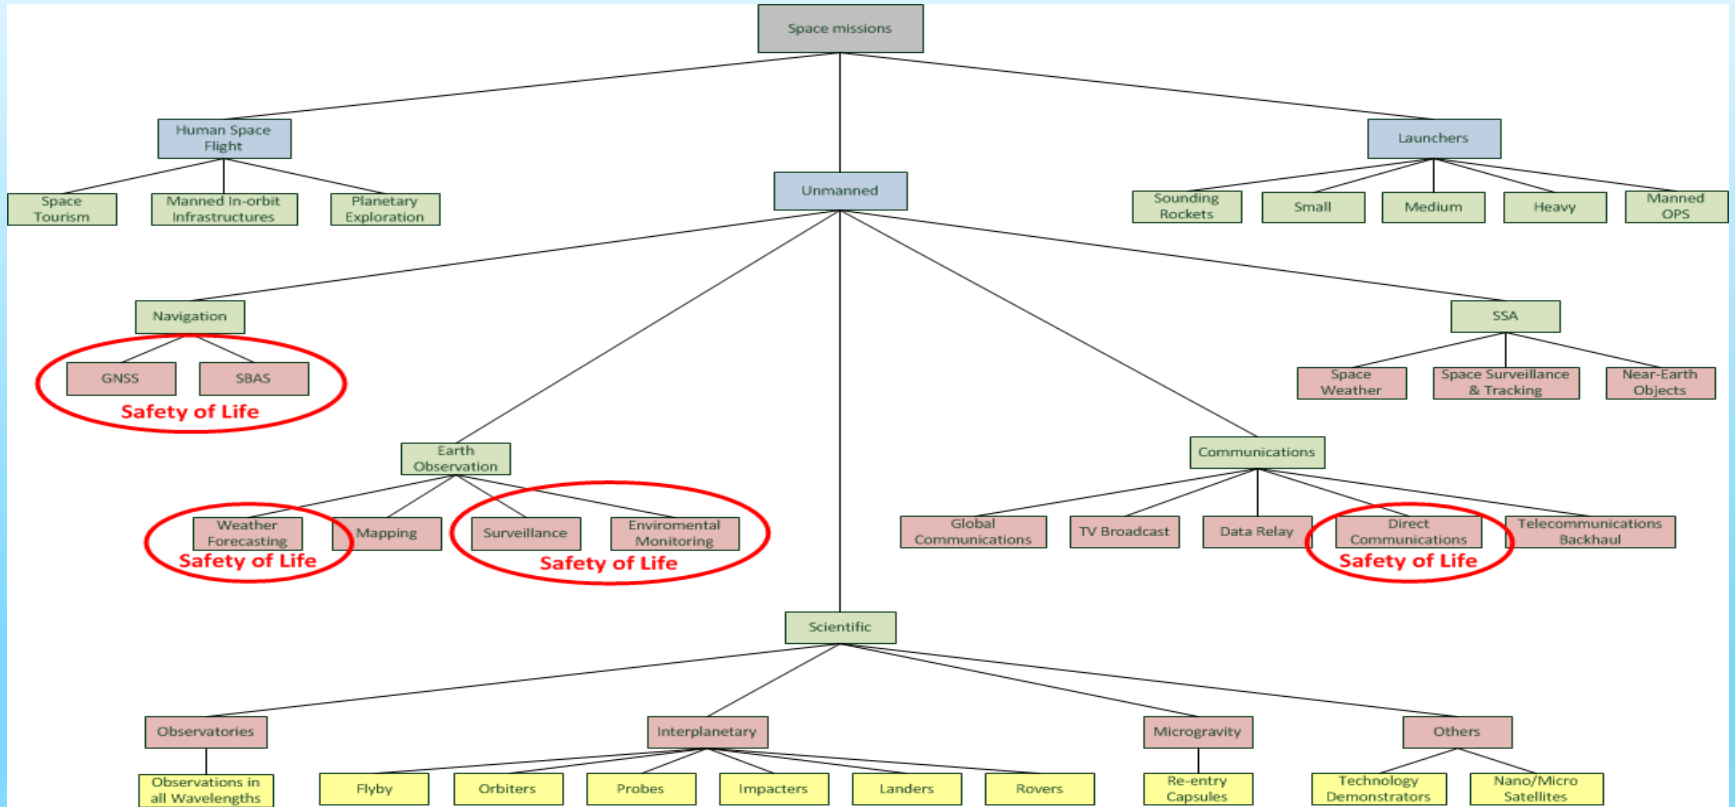 Space missions
Human Space
Flight
Launchers
Unmanned
Space
Tourism
Manned In-orbit
Infrastructures
Planetary
Exploration
Sounding
Rockets
Small
Medium
Heavy
Manned
OPS
Navigation
SSA
GNSS
SBAS
Safety of Life
Space
Weather
Space Surveillance
& Tracking
Near-Earth
Objects
Earth
Observation
Communications
Weather
Forecasting
Mapping
Surveillance
Enviromental
Monitoring
Safety of Life
Safety of Life
Global
Communications
TV Broadcast
Data Relay
Direct
Communications
Telecommunications
Backhaul
Safety of Life
Scientific
Observatories
Interplanetary
Microgravity
Others
Observations in
all Wavelengths
Flyby
Orbiters
Probes
Impacters
Landers
Rovers
Re-entry
Capsules
Technology
Demonstrators
Nano/Micro
Satellites